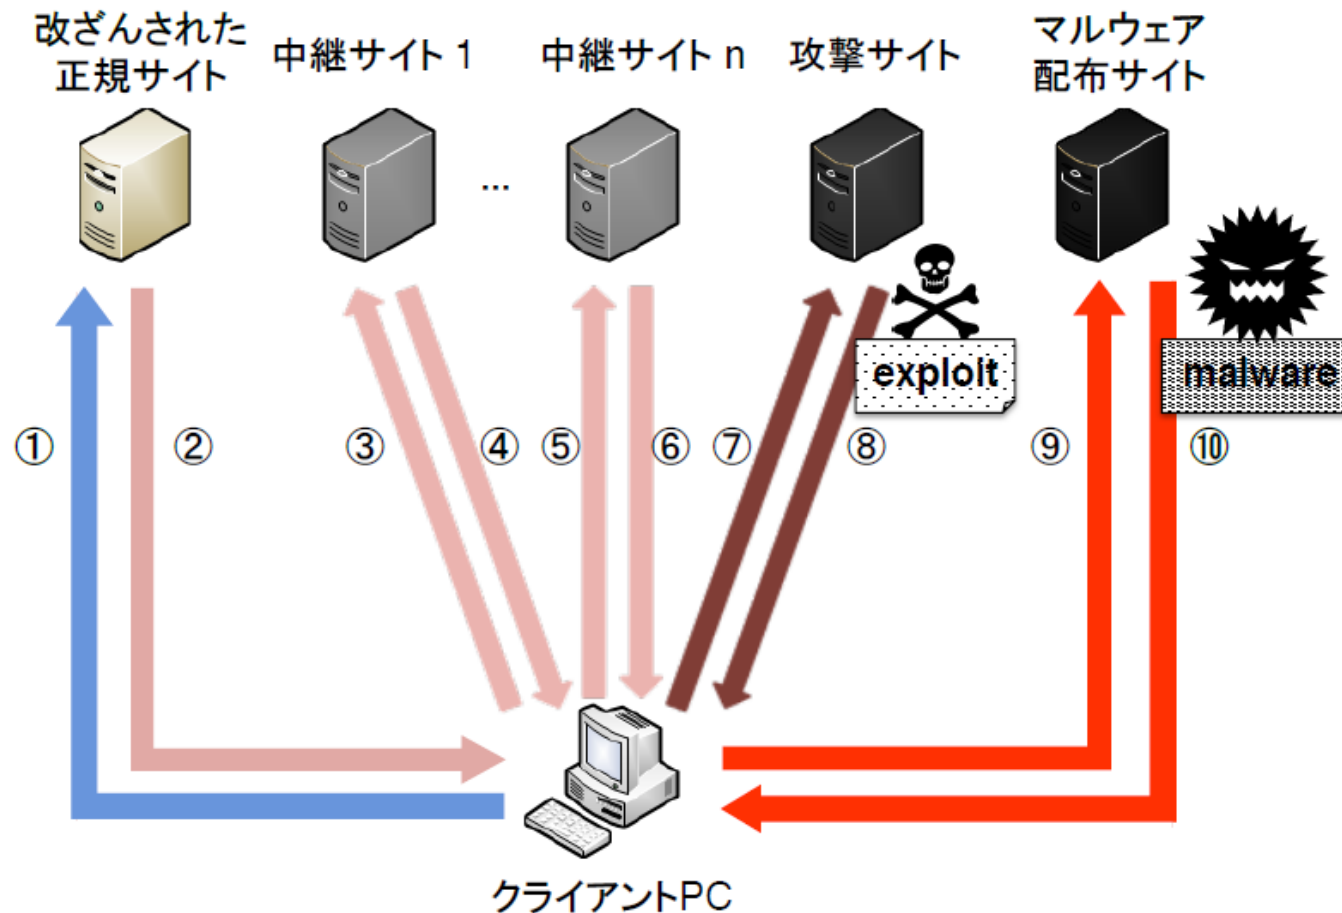 改ざんされた
正規サイト
中継サイト 1
...
中継サイト n
攻撃サイト
マルウェア
配布サイト
exploit
malware
①
②
③
④
⑤
⑥
⑦
⑧
⑨
⑩
クライアントPC